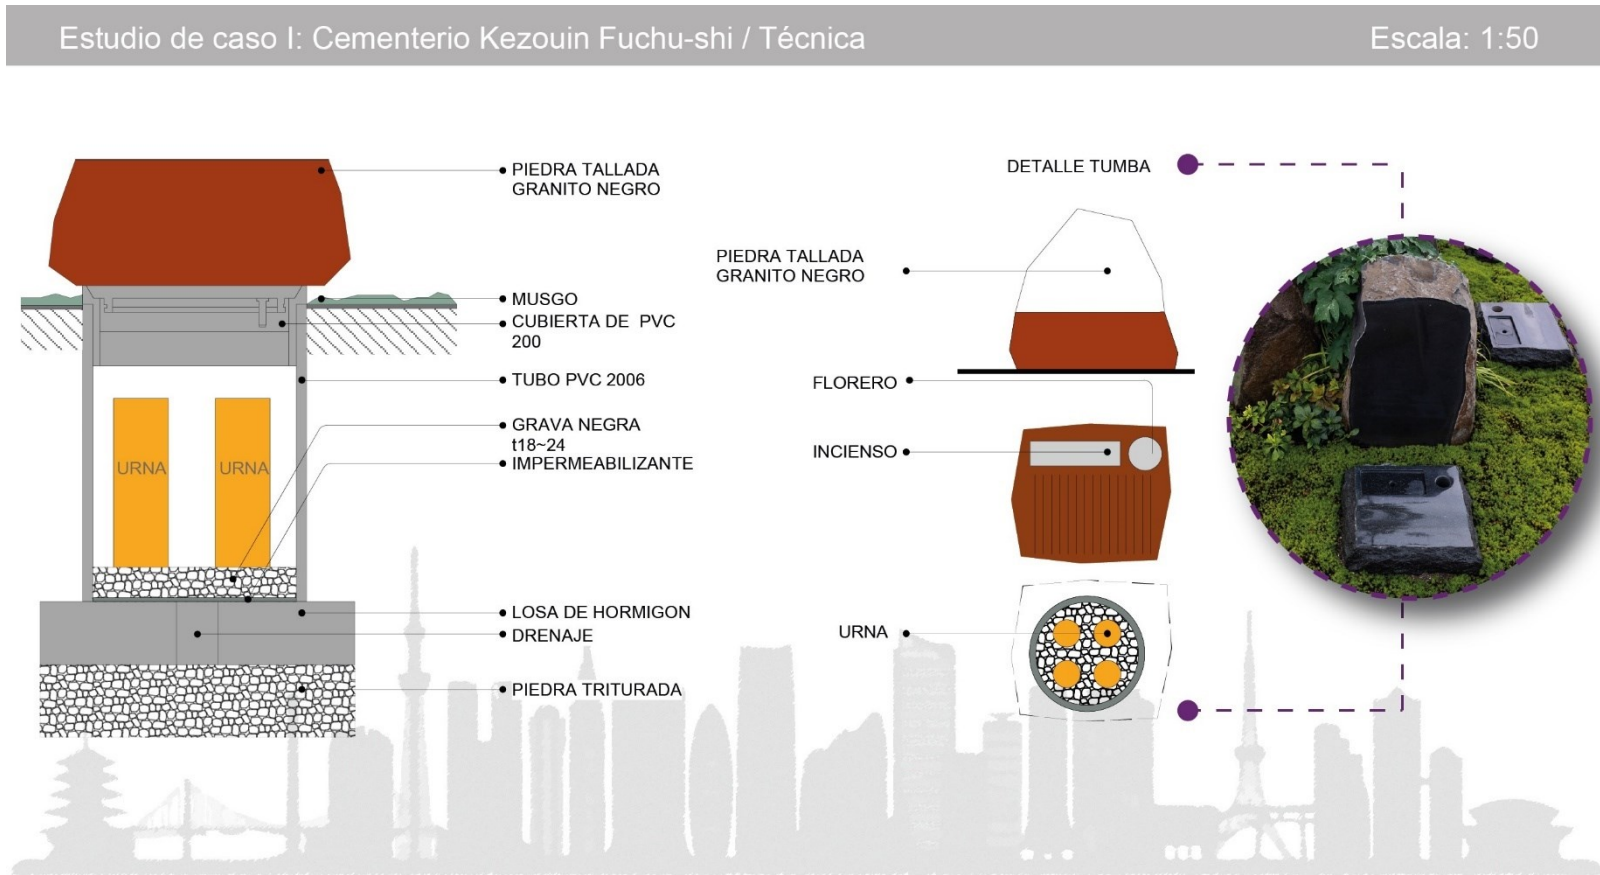 Estudio de caso I: Cementerio Kezouin Fuchu-shi / Técnica
Escala: 1:50
PIEDRA TALLADA
GRANITO NEGRO
MUSGO
CUBIERTA DE PVC
200
TUBO PVC 2006
GRAVA NEGRA
t18~24
IMPERMEABILIZANTE
URNA
URNA
LOSA DE HORMIGON
DRENAJE
PIEDRA TRITURADA
DETALLE TUMBA
PIEDRA TALLADA
GRANITO NEGRO
FLORERO
INCIENSO
URNA